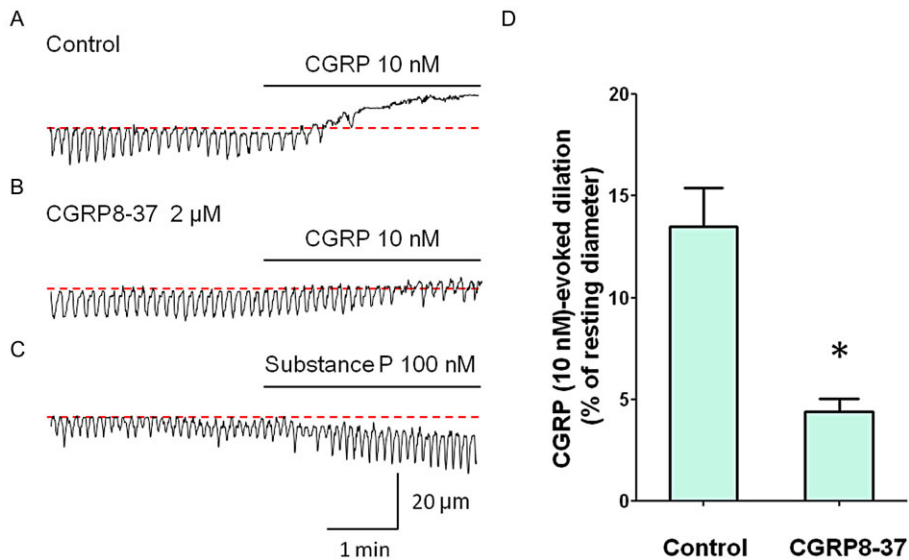 A
Control
CGRP 10 nM
B
CGRP8-37 2 µM
CGRP 10 nM
C
Substance P 100 nM
20 µm
1 min
D
CGRP (10 nM)-evoked dilation
(% of resting diameter)
20
15
10
5
0
*
Control CGRP8-37